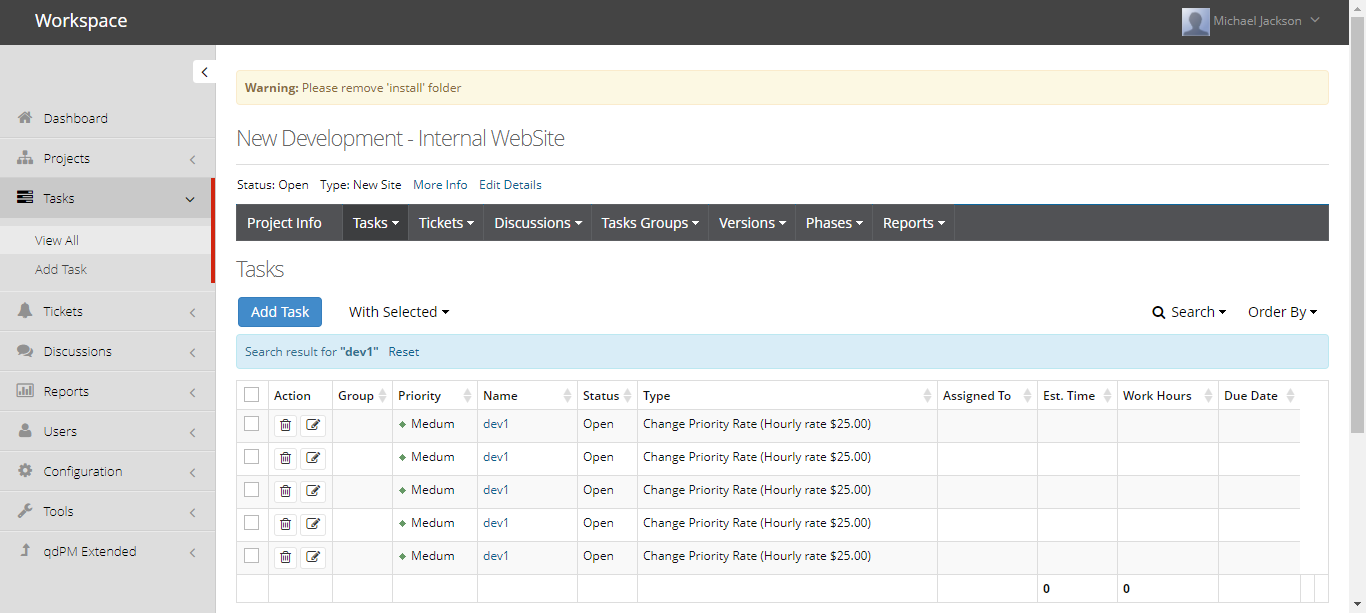 Workspace
Michael Jackson
Warning: Please remove 'install' folder
Dashboard
Projects
Tasks
View All
Add Task
Tickets
Discussions
Reports
Users
Configuration
Tools
qdPM Extended
New Development - Internal WebSite
Status: Open Type: New Site More Info Edit Details
Project Info Tasks Tickets Discussions Tasks Groups Versions Phases Reports
Tasks
Add Task With Selected Search Order By
Search result for "dev1" Reset
Action Group Priority Name Status Type Assigned To Est. Time Work Hours Due Date
Medum dev1 Open Change Priority Rate (Hourly rate $25.00)
Medum dev1 Open Change Priority Rate (Hourly rate $25.00)
Medum dev1 Open Change Priority Rate (Hourly rate $25.00)
Medum dev1 Open Change Priority Rate (Hourly rate $25.00)
Medum dev1 Open Change Priority Rate (Hourly rate $25.00)
0 0